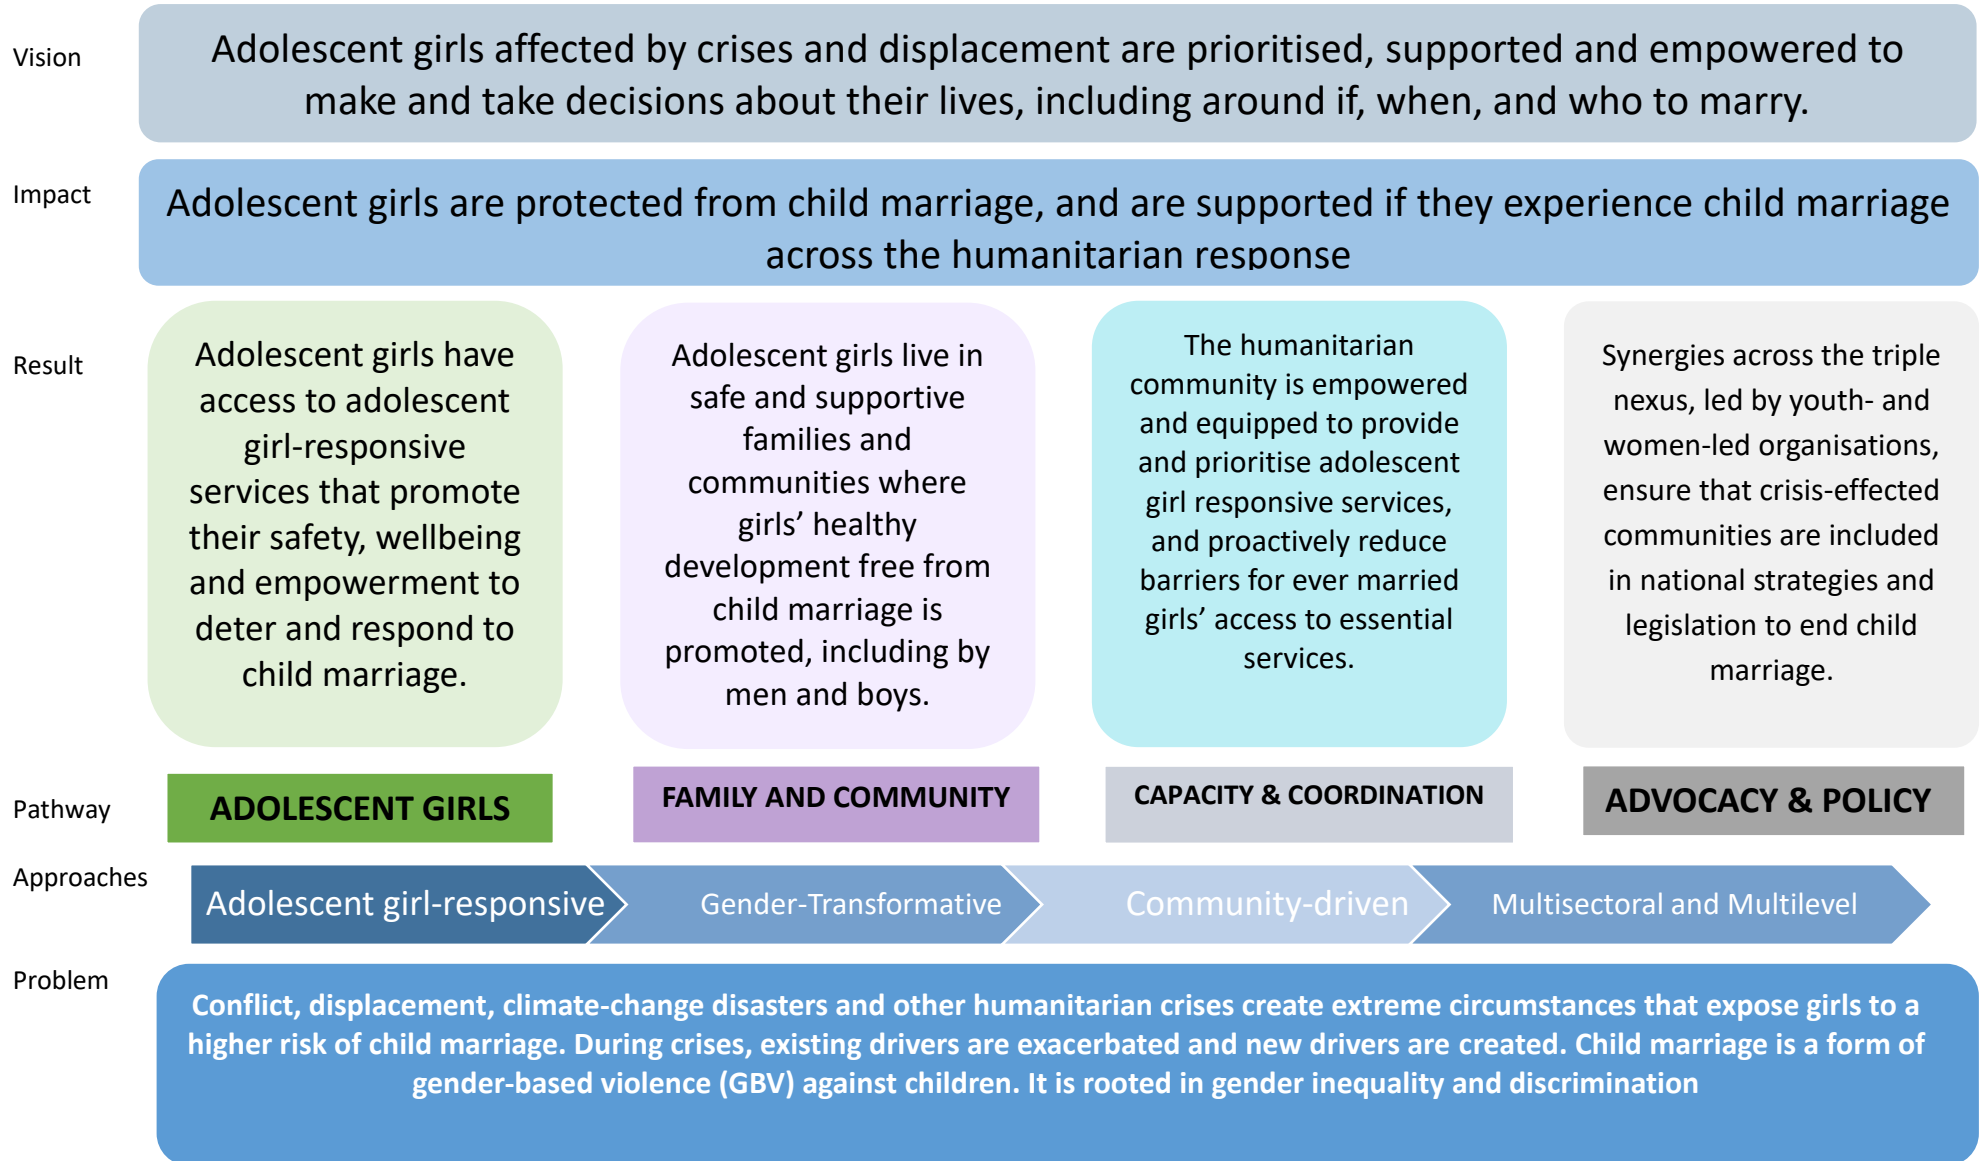 Vision
Adolescent girls affected by crises and displacement are prioritised, supported and empowered to
make and take decisions about their lives, including around if, when, and who to marry.
Impact
Adolescent girls are protected from child marriage, and are supported if they experience child marriage
across the humanitarian response
Result
Adolescent girls have
access to adolescent
girl-responsive
services that promote
their safety, wellbeing
and empowerment to
deter and respond to
child marriage.
Adolescent girls live in
safe and supportive
families and
communities where
girls’ healthy
development free from
child marriage is
promoted, including by
men and boys.
The humanitarian
community is empowered
and equipped to provide
and prioritise adolescent
girl responsive services,
and proactively reduce
barriers for ever married
girls’ access to essential
services.
Synergies across the triple
nexus, led by youth- and
women-led organisations,
ensure that crisis-effected
communities are included
in national strategies and
legislation to end child
marriage.
Pathway
ADOLESCENT GIRLS
FAMILY AND COMMUNITY
CAPACITY & COORDINATION
ADVOCACY & POLICY
Approaches
Adolescent girl-responsive
Gender-Transformative
Community-driven
Multisectoral and Multilevel
Problem
Conflict, displacement, climate-change disasters and other humanitarian crises create extreme circumstances that expose girls to a
higher risk of child marriage. During crises, existing drivers are exacerbated and new drivers are created. Child marriage is a form of
gender-based violence (GBV) against children. It is rooted in gender inequality and discrimination